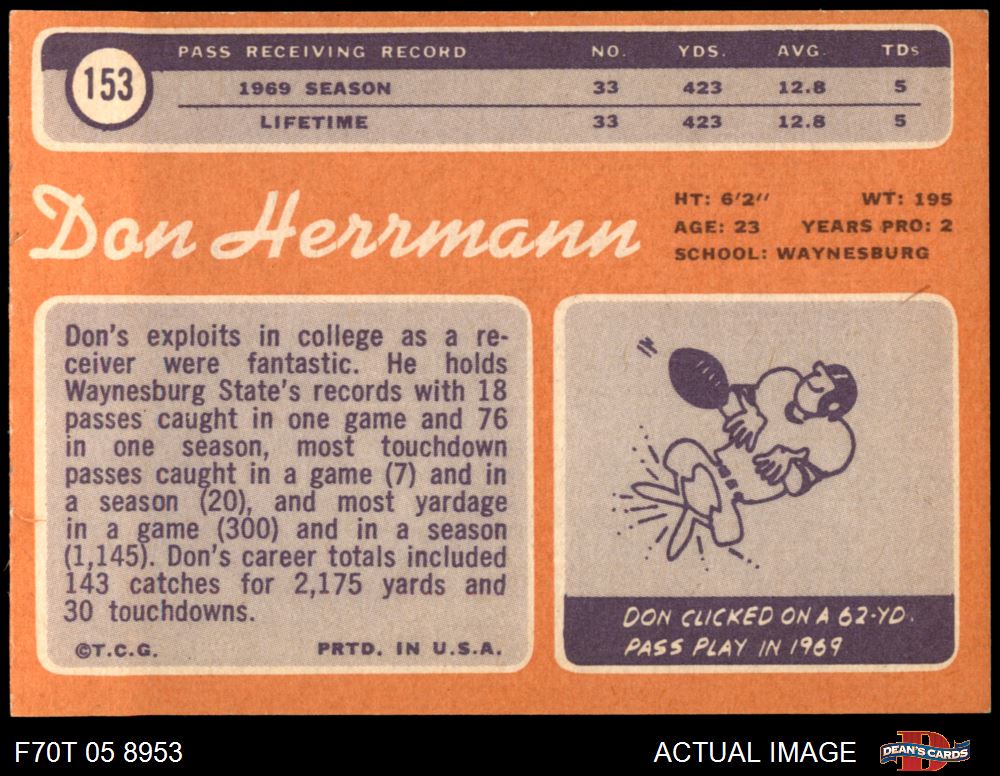 153
PASS RECEIVING RECORD NO. YDS. AVG. TDs
1969 SEASON 33 423 12.8 5
LIFETIME 33 423 12.8 5
Don Herrmann
HT: 6'2" WT: 195
AGE: 23 YEARS PRO: 2
SCHOOL: WAYNESBURG
Don's exploits in college as a re-
ceiver were fantastic. He holds
Waynesburg State's records with 18
passes caught in one game and 76
in one season, most touchdown
passes caught in a game (7) and in
a season (20), and most yardage
in a game (300) and in a season
(1,145). Don's career totals included
143 catches for 2,175 yards and
30 touchdowns.
©T.C.G. PRTD. IN U.S.A.
DON CLICKED ON A 62-YD.
PASS PLAY IN 1969
F70T 05 8953
ACTUAL IMAGE
D
DEAN'S CARDS